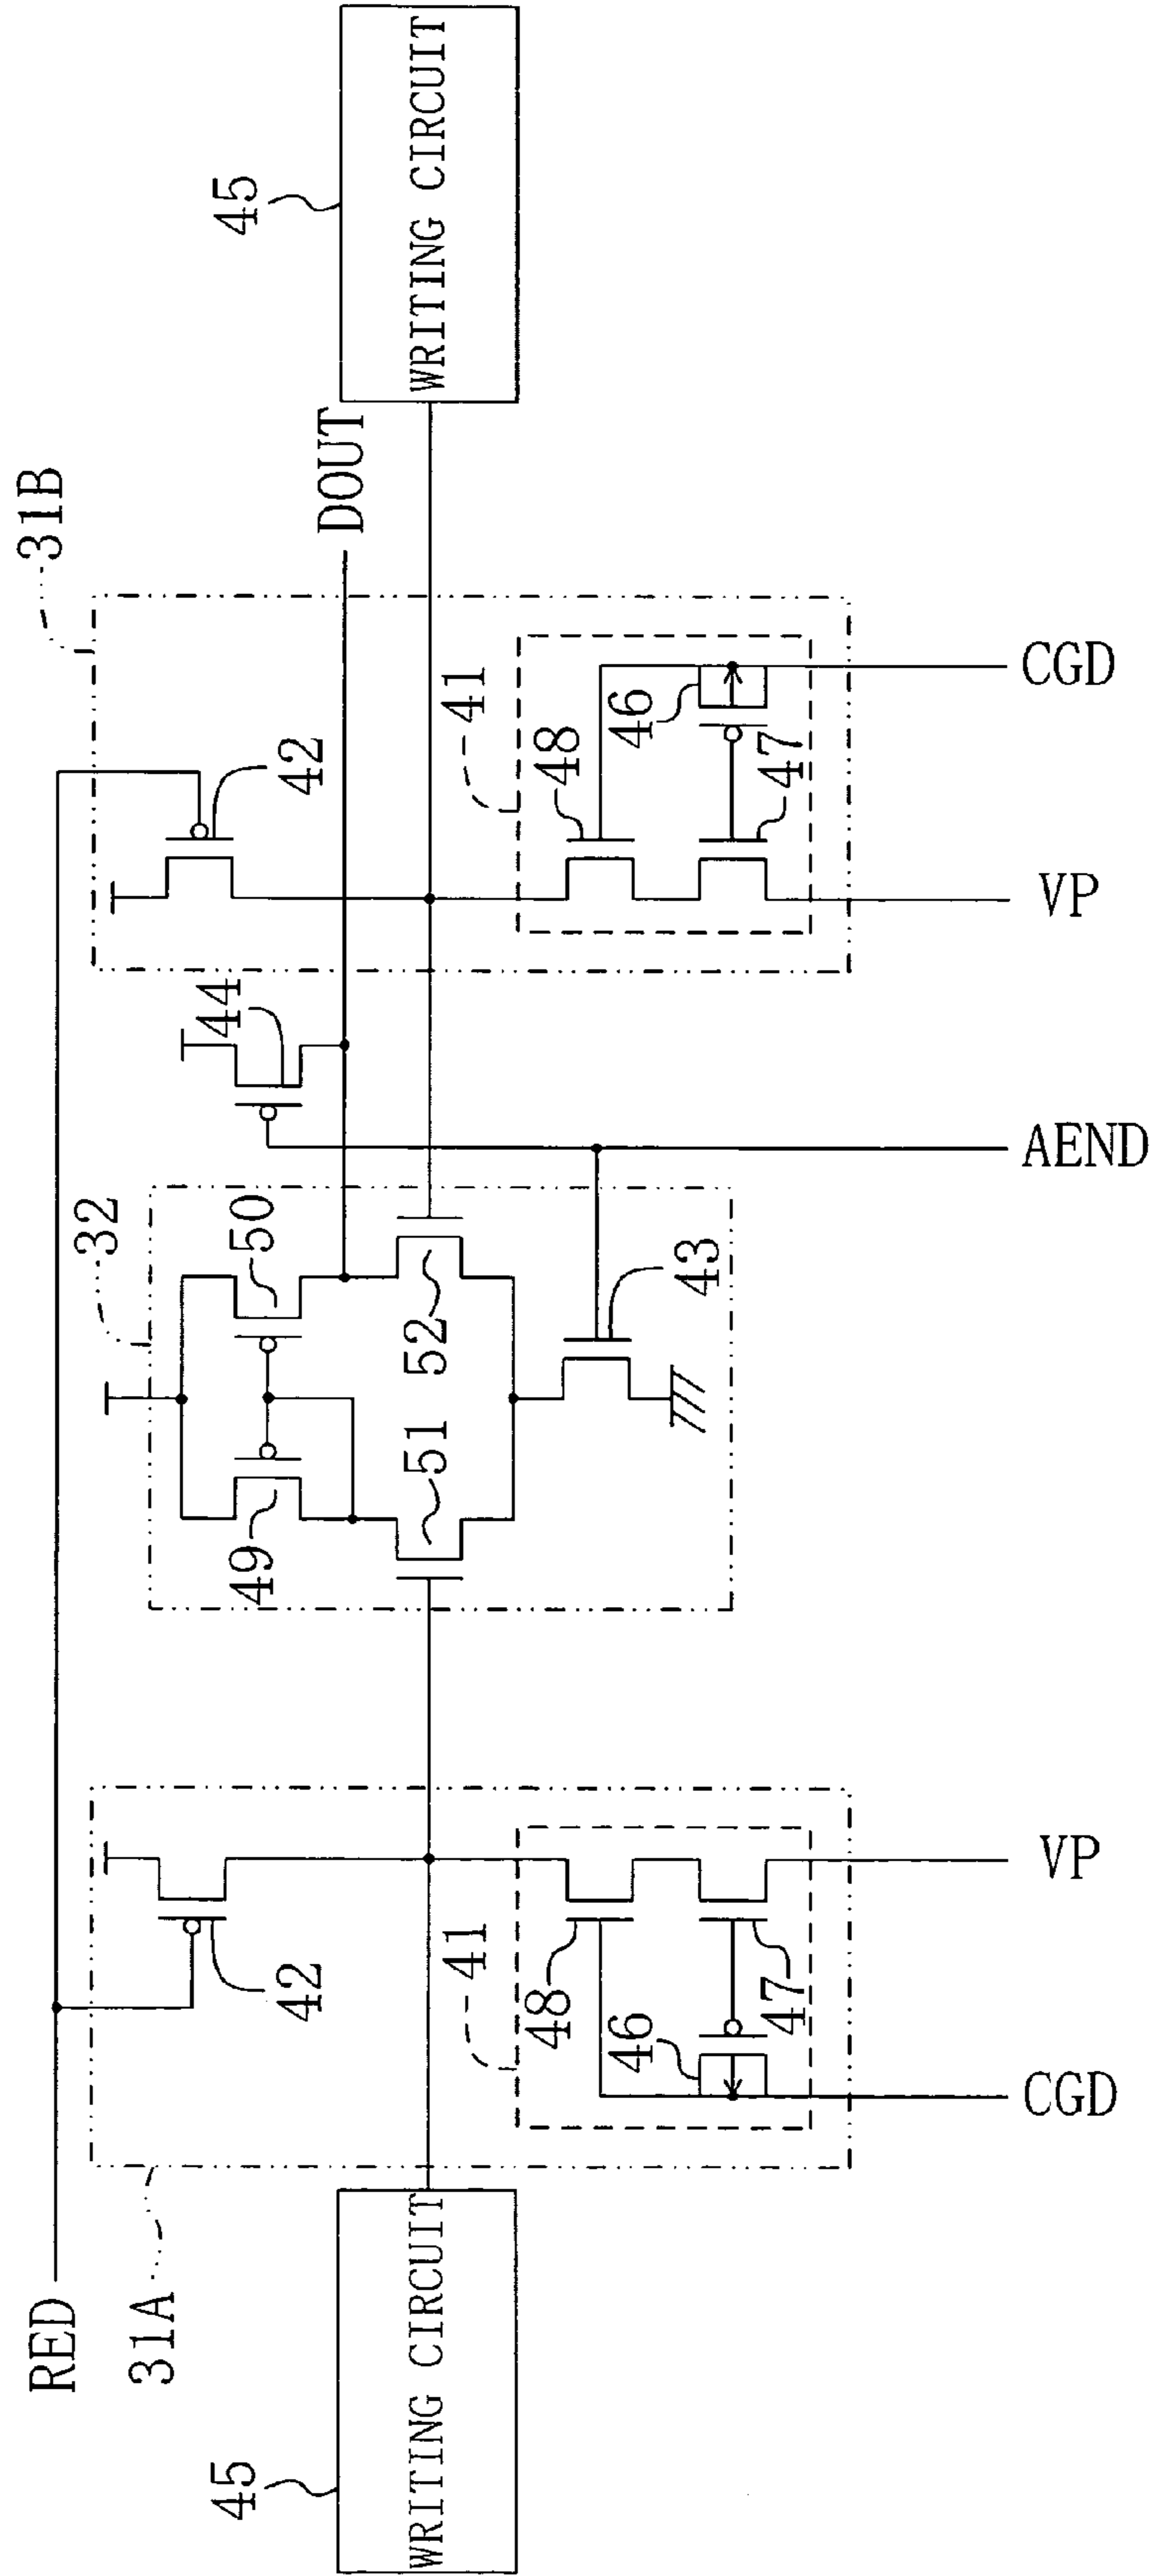 RED
31B
32
31A
44
45
45
49
50
42
42
DOUT
WRITING CIRCUIT
WRITING CIRCUIT
51
52
43
41
41
48
48
46
46
47
47
CGD
VP
AEND
VP
CGD